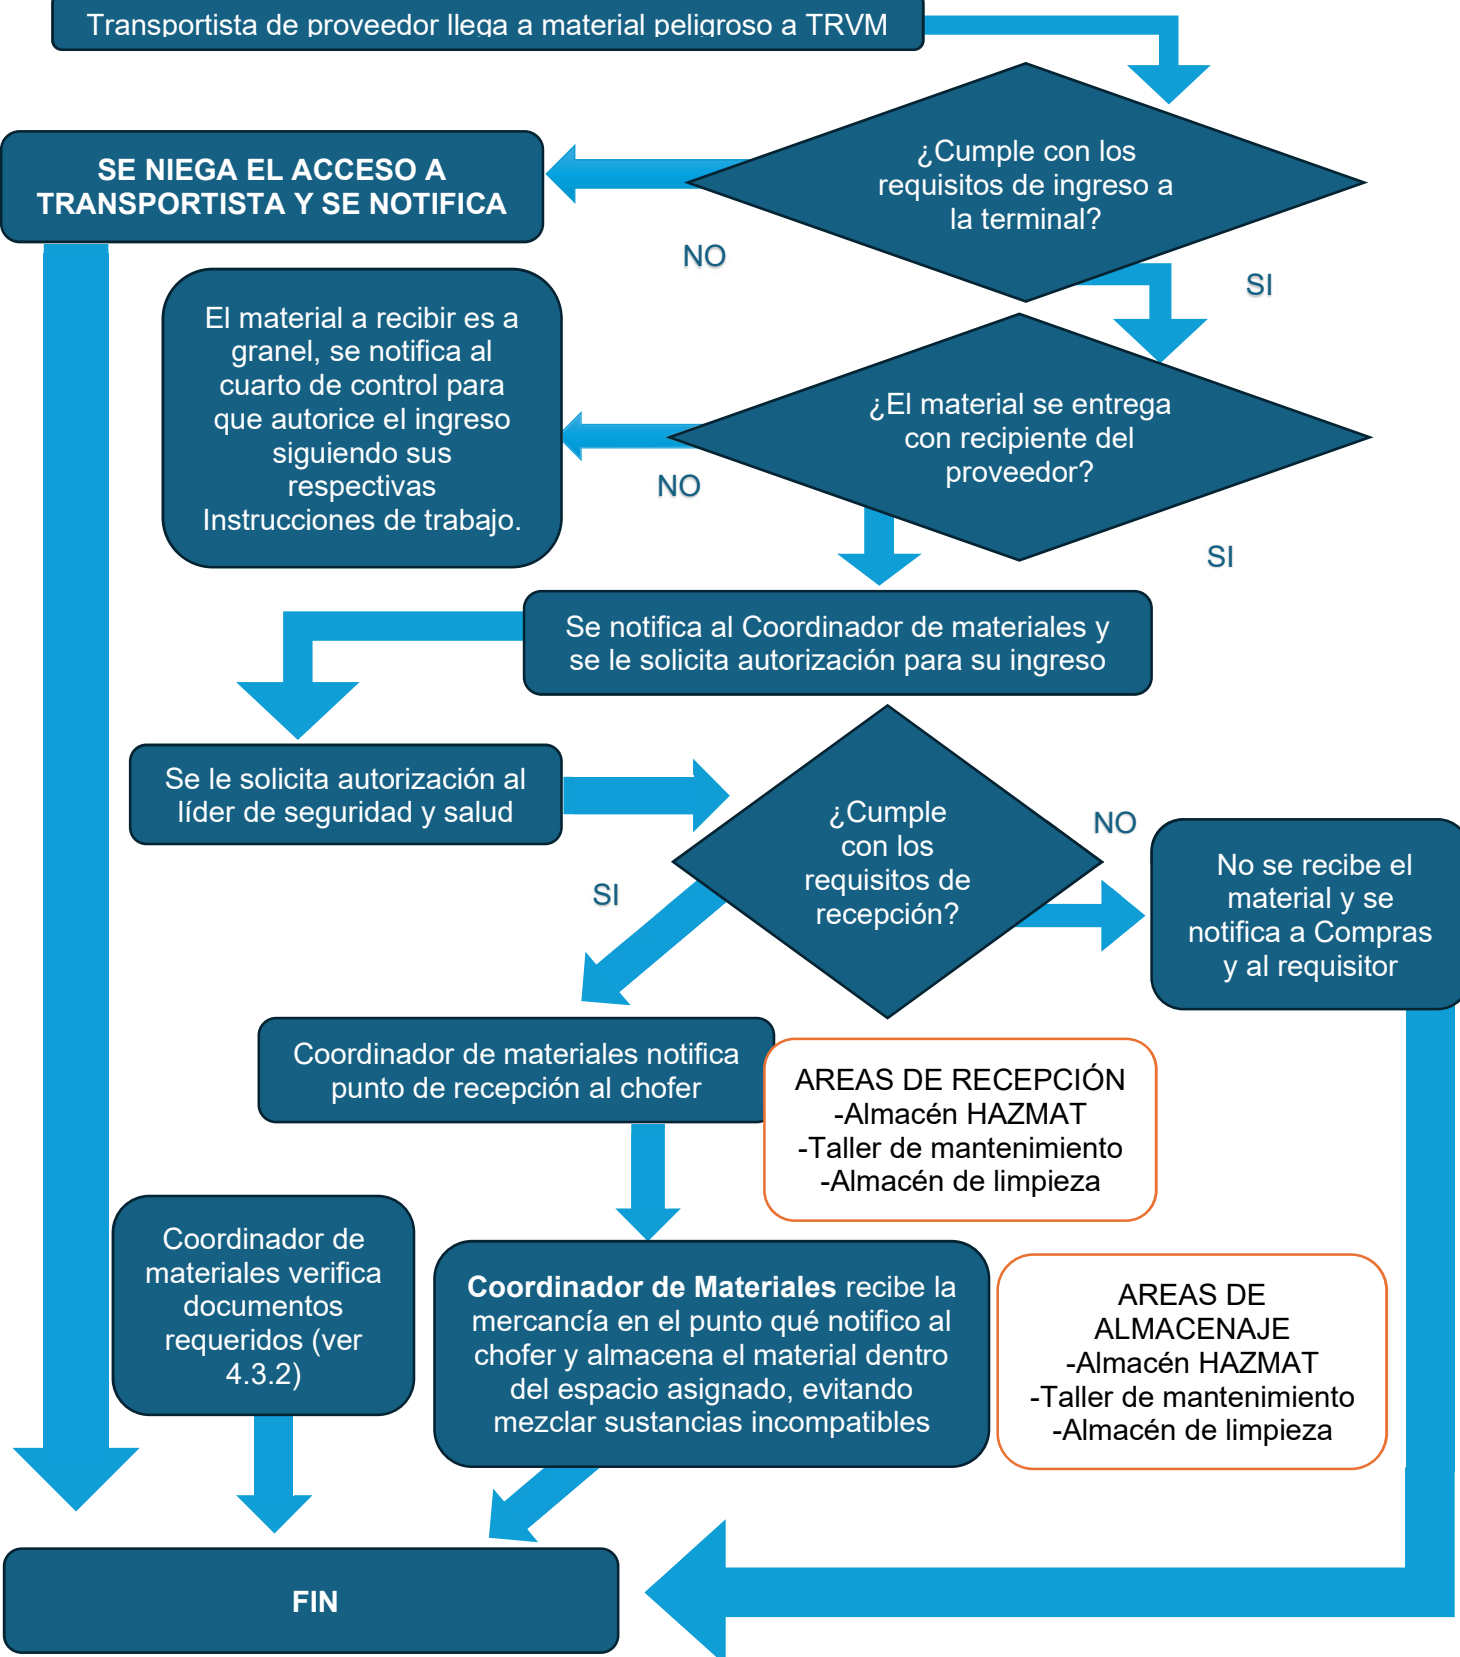 Transportista de proveedor llega a material peligroso a TRVM
¿Cumple con los
requisitos de ingreso a
la terminal?
SE NIEGA EL ACCESO A
TRANSPORTISTA Y SE NOTIFICA
NO
SI
El material a recibir es a
granel, se notifica al
cuarto de control para
que autorice el ingreso
siguiendo sus
respectivas
Instrucciones de trabajo.
¿El material se entrega
con recipiente del
proveedor?
NO
SI
Se notifica al Coordinador de materiales y
se le solicita autorización para su ingreso
Se le solicita autorización al
líder de seguridad y salud
¿Cumple
con los
requisitos de
recepción?
NO
SI
No se recibe el
material y se
notifica a Compras
y al requisitor
Coordinador de materiales notifica
punto de recepción al chofer
AREAS DE RECEPCIÓN
-Almacén HAZMAT
-Taller de mantenimiento
-Almacén de limpieza
Coordinador de
materiales verifica
documentos
requeridos (ver
4.3.2)
Coordinador de Materiales recibe la
mercancía en el punto qué notifico al
chofer y almacena el material dentro
del espacio asignado, evitando
mezclar sustancias incompatibles
AREAS DE
ALMACENAJE
-Almacén HAZMAT
-Taller de mantenimiento
-Almacén de limpieza
FIN